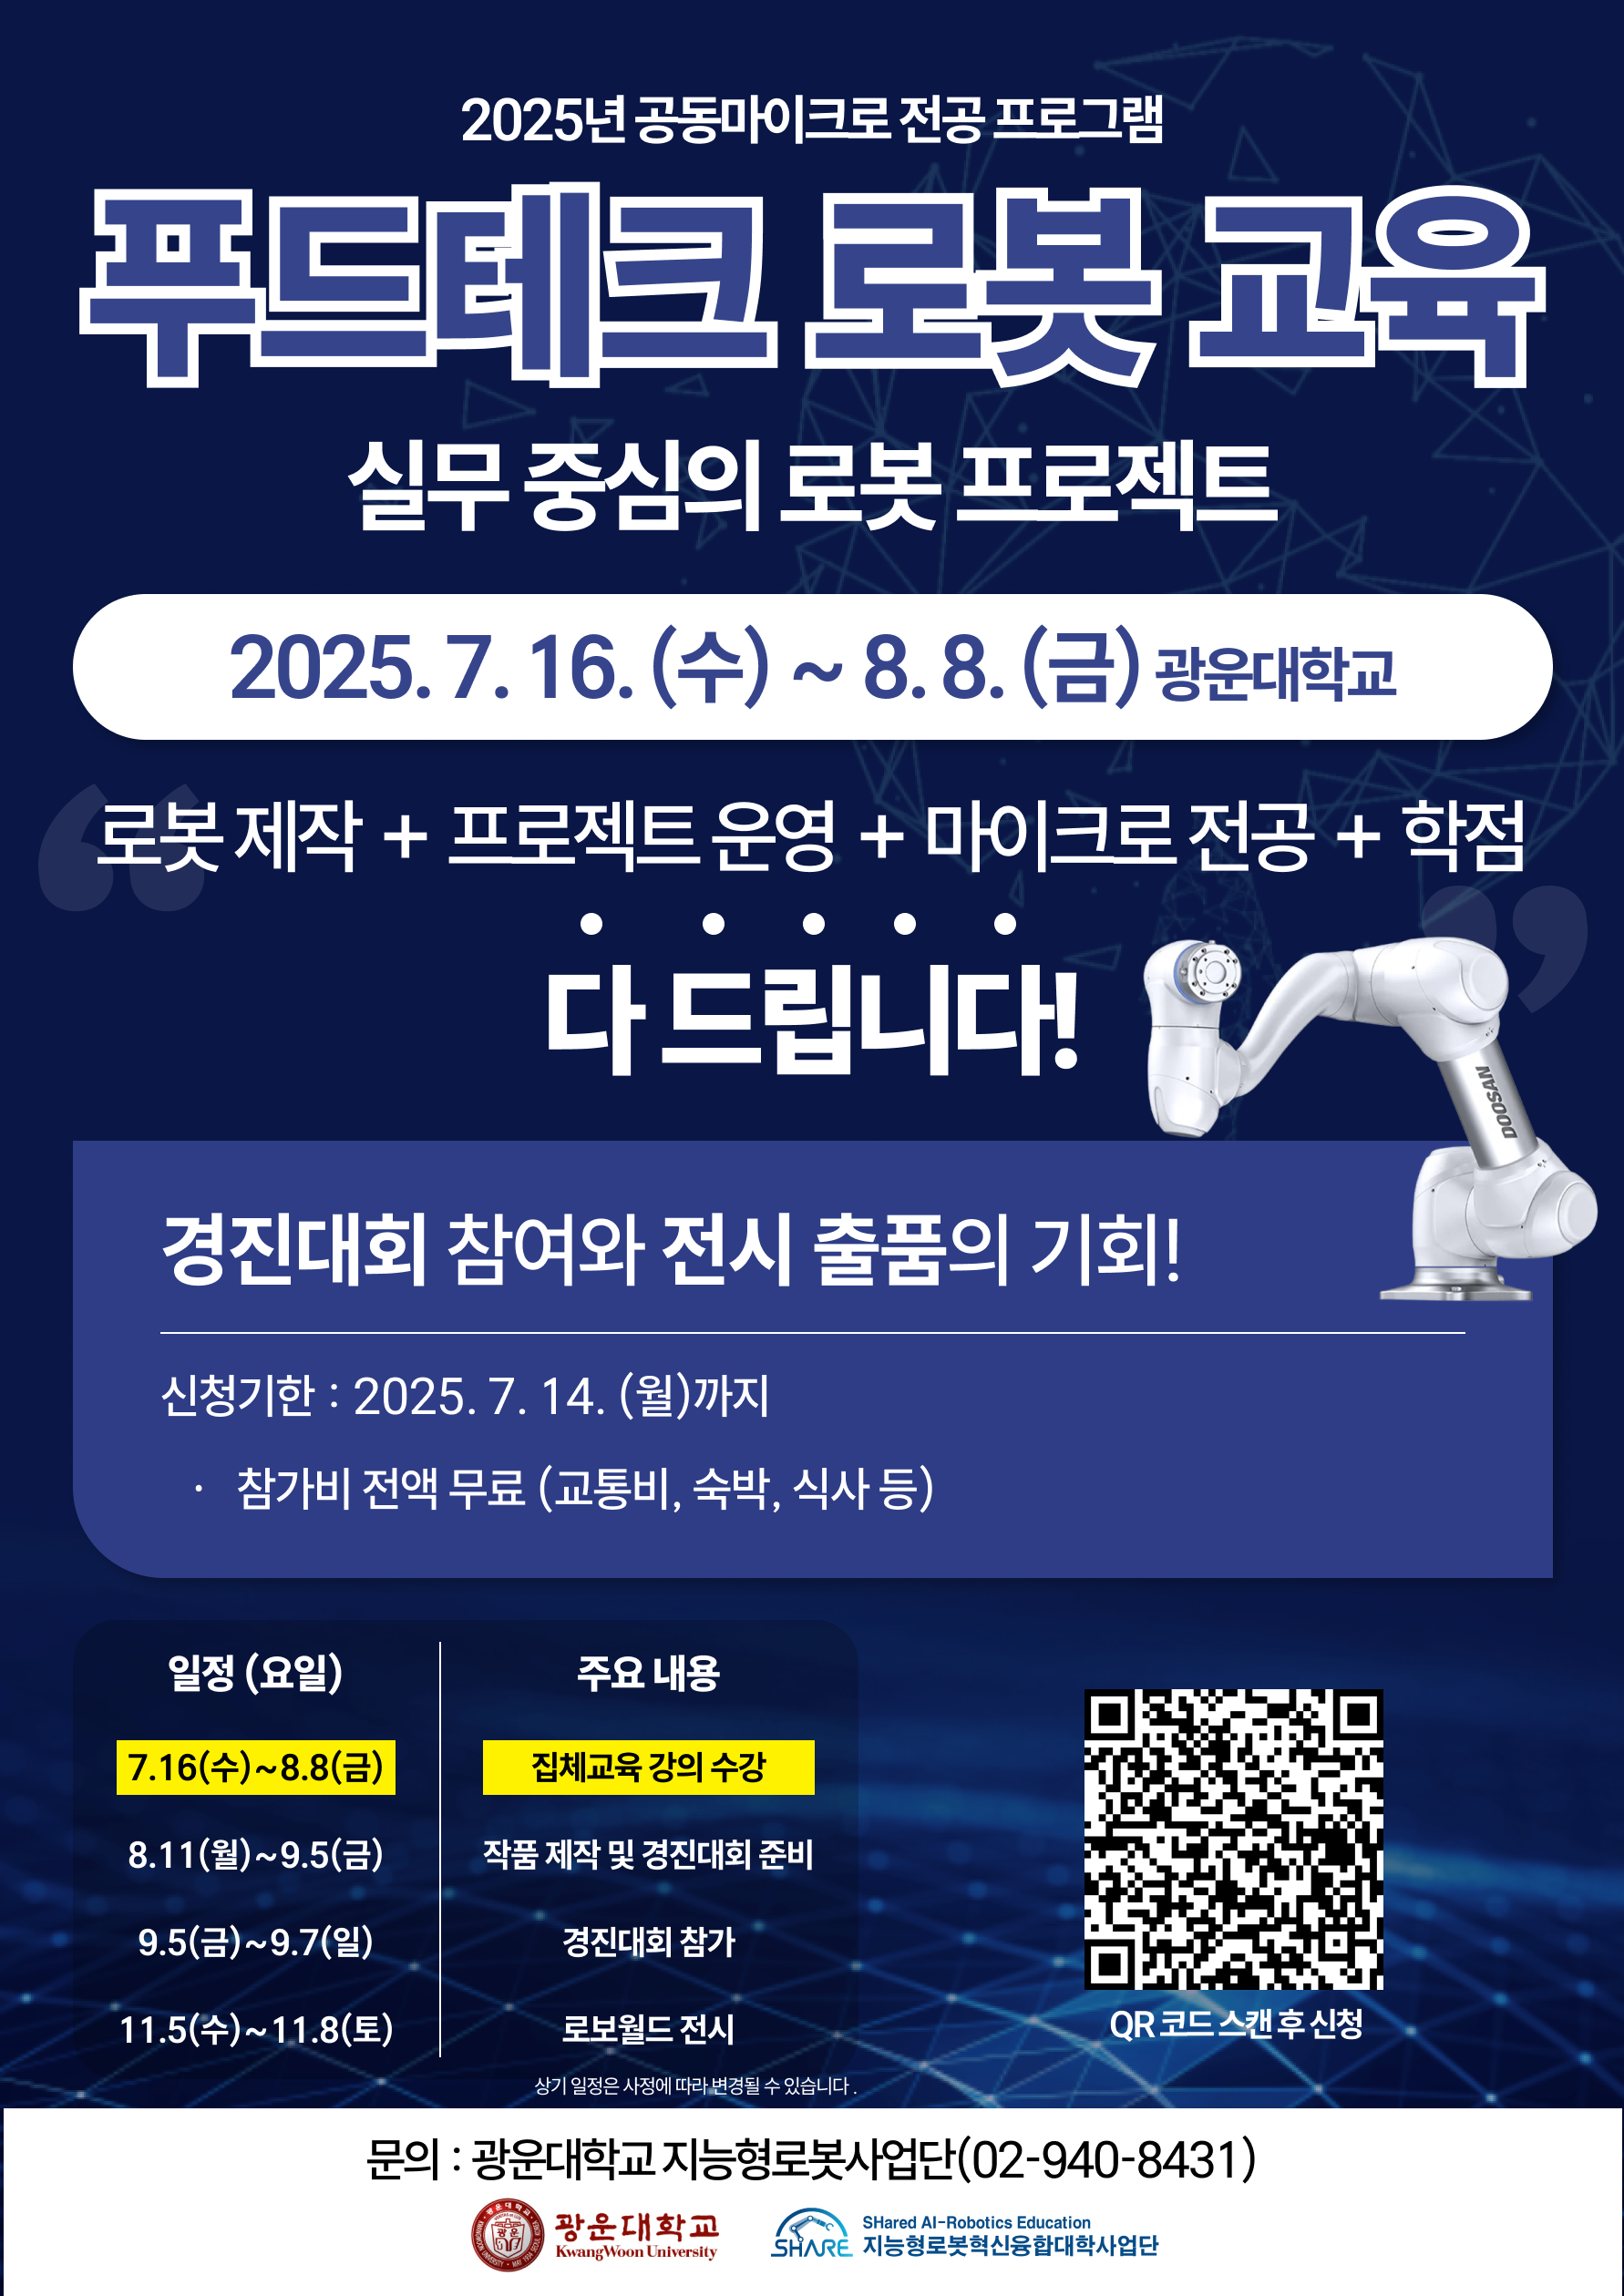 2025년 공동마이크로 전공 프로그램
푸드테크 로봇 교육
실무 중심의 로봇 프로젝트
2025. 7. 16. (수) ~ 8. 8. (금) 광운대학교
“ 로봇 제작 + 프로젝트 운영 + 마이크로 전공 + 학점 ”
다 드립니다!
DOOSAN
경진대회 참여와 전시 출품의 기회!
신청기한 : 2025. 7. 14. (월)까지
· 참가비 전액 무료 (교통비, 숙박, 식사 등)
일정 (요일) 주요 내용
7.16(수)~8.8(금) 집체교육 강의 수강
8.11(월)~9.5(금) 작품 제작 및 경진대회 준비
9.5(금)~9.7(일) 경진대회 참가
11.5(수)~11.8(토) 로보월드 전시
상기 일정은 사정에 따라 변경될 수 있습니다 .
QR 코드 스캔 후 신청
문의 : 광운대학교 지능형로봇사업단(02-940-8431)
광운대학교
KwangWoon University
SHARE
SHared AI-Robotics Education
지능형로봇혁신융합대학사업단